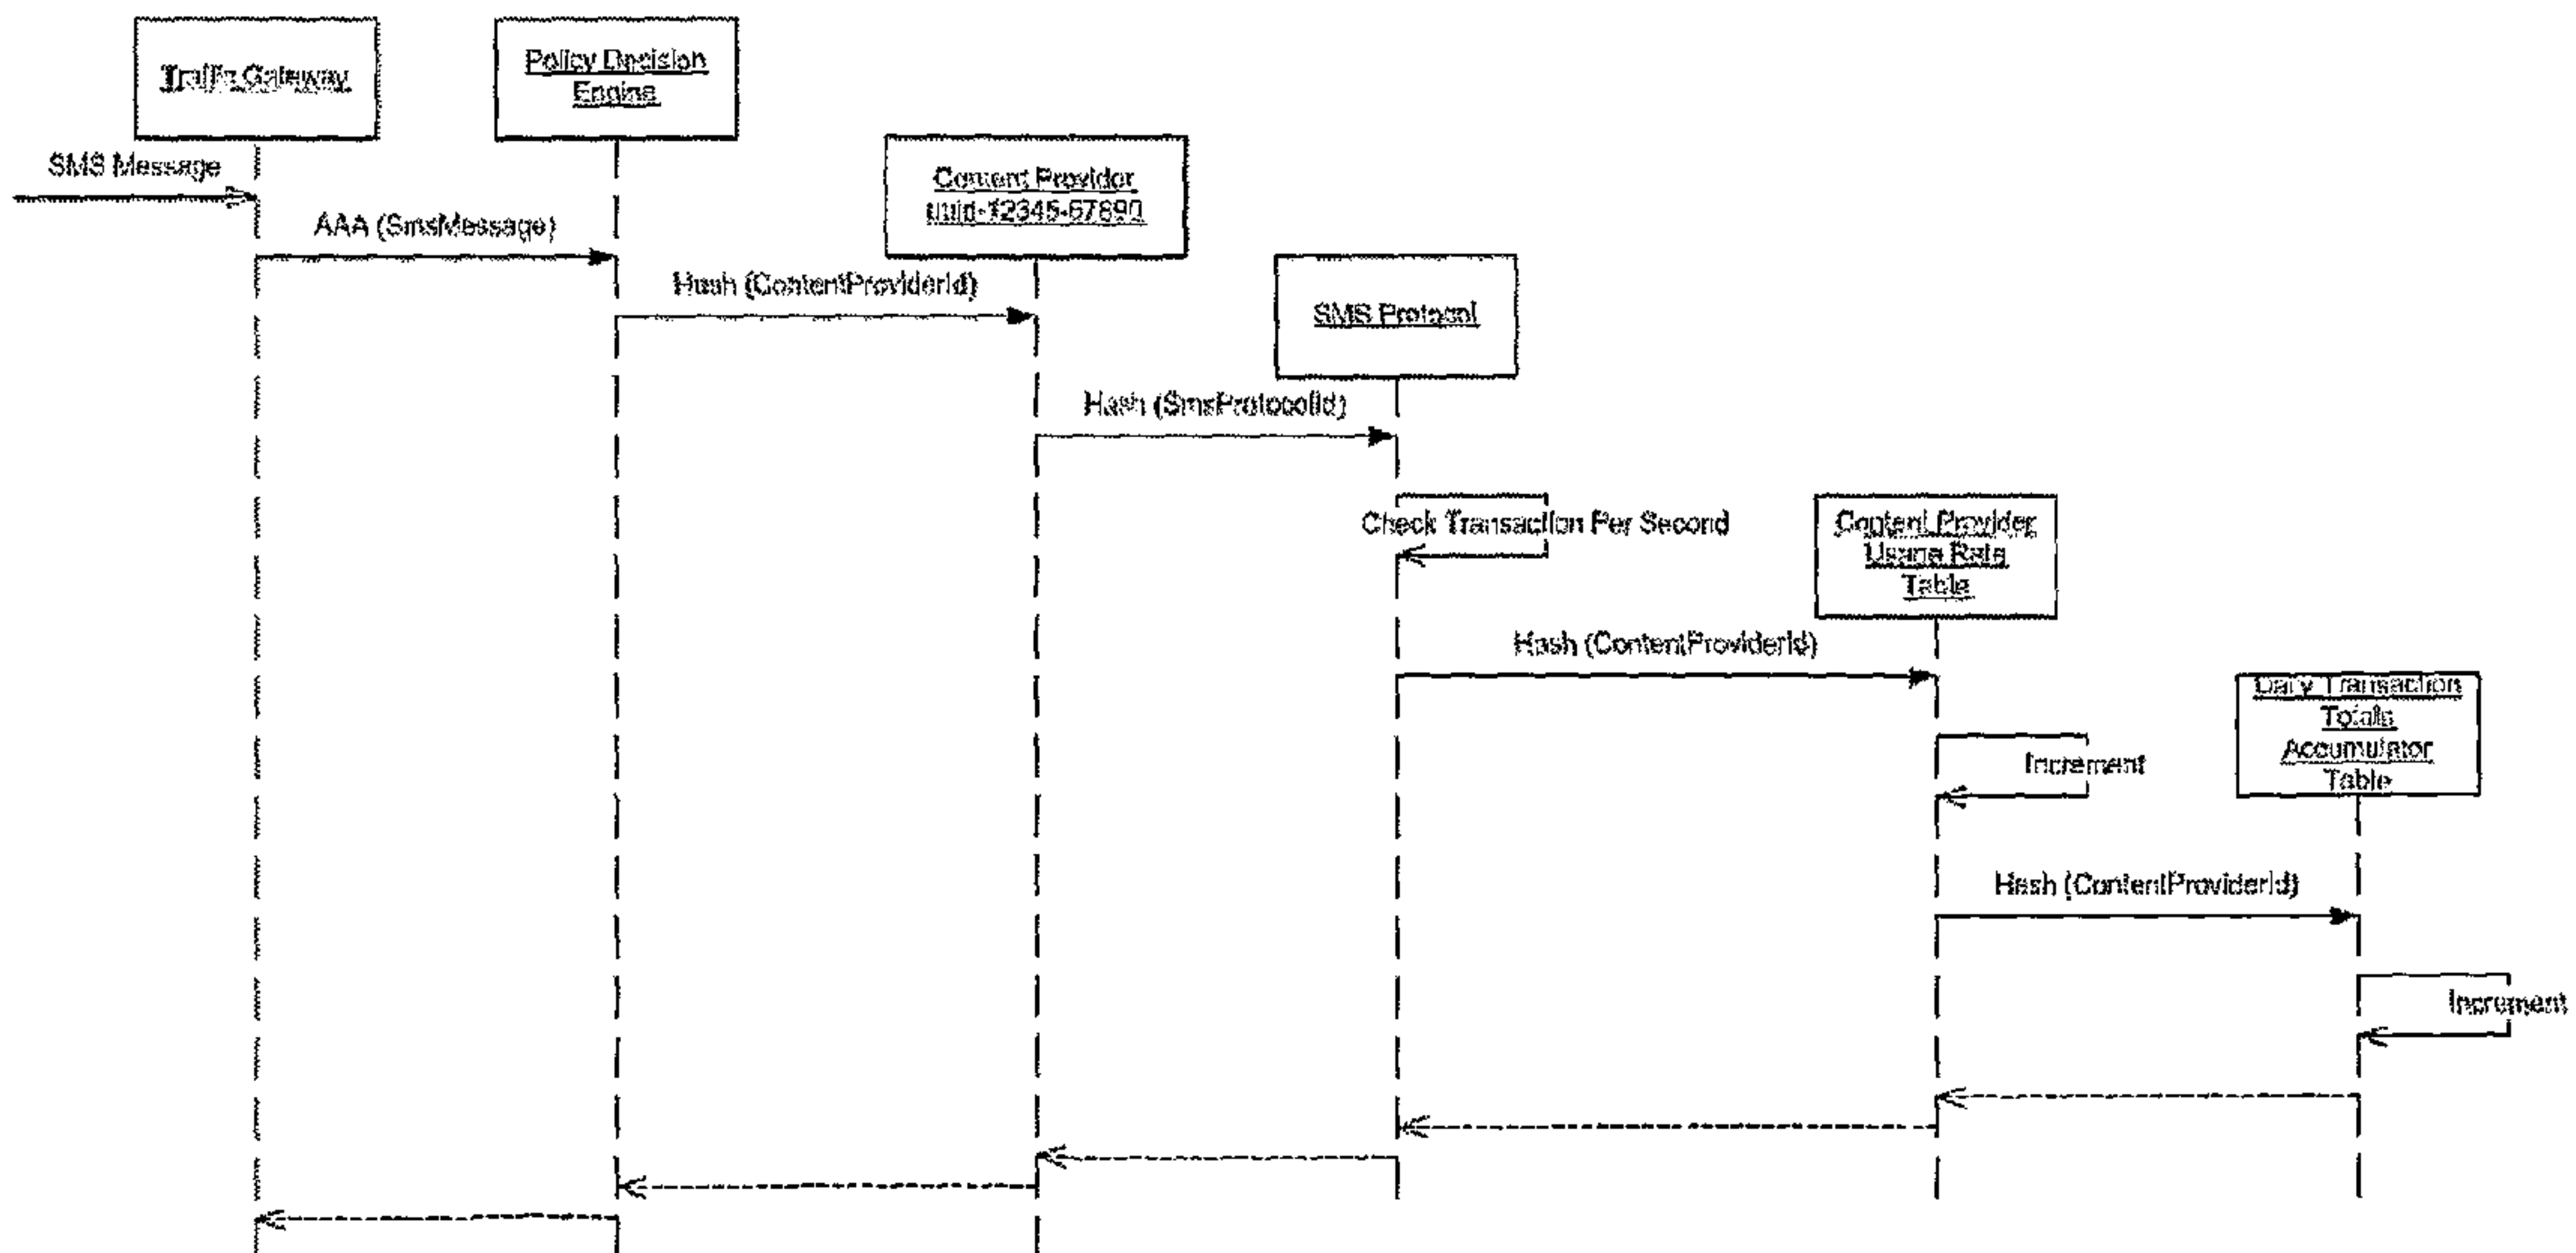 Traffic Gateway
Policy Decision
Engine
SMS Message
Content Provider
uuid-12345-67890
AAA (SmsMessage)
Hash (ContentProviderId)
SMS Protocol
Hash (SmsProtocolId)
Check Transaction Per Second
Content Provider
Usage Rate
Table
Hash (ContentProviderId)
Daily Transaction
Totals
Accumulator
Table
Increment
Hash (ContentProviderId)
Increment